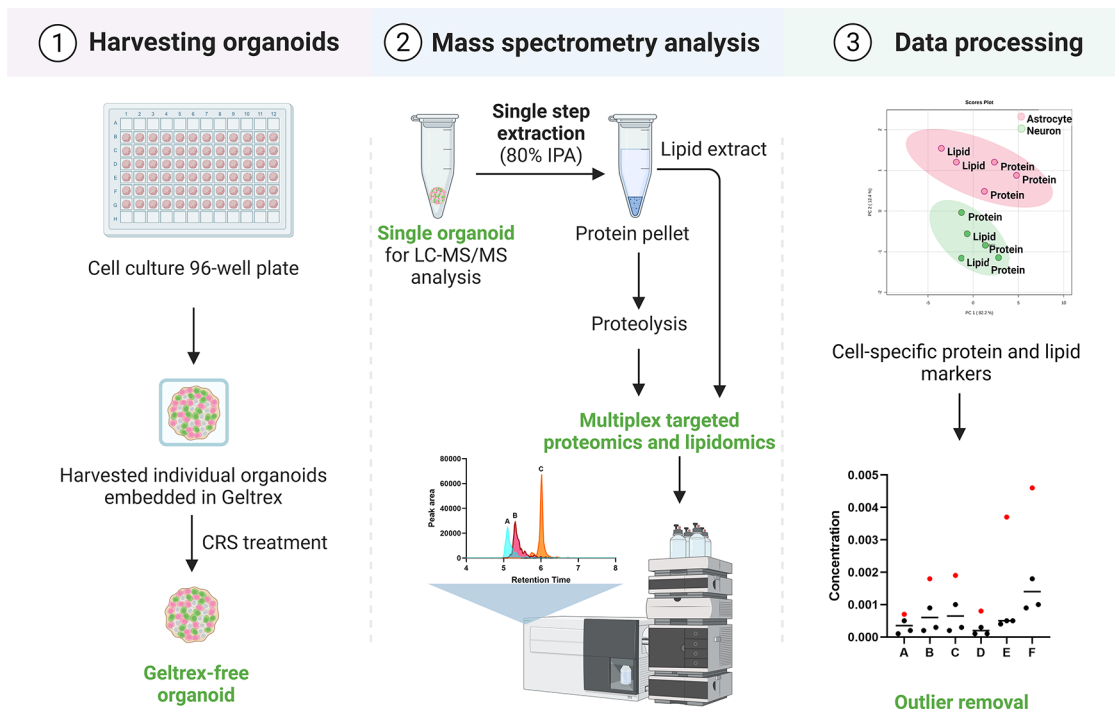 1 Harvesting organoids
1 2 3 4 5 6 7 8 9 10 11 12
A
B
C
D
E
F
G
H
Cell culture 96-well plate
Harvested individual organoids
embedded in Geltrex
CRS treatment
Geltrex-free
organoid
2 Mass spectrometry analysis
Single step
extraction
(80% IPA)
Lipid extract
Single organoid
for LC-MS/MS
analysis
Protein pellet
Proteolysis
Multiplex targeted
proteomics and lipidomics
80000
60000
40000
20000
0
Peak area
A
B
C
4 5 6 7 8
Retention Time
3 Data processing
Scores Plot
Astrocyte
Neuron
Lipid
Lipid
Protein
Protein
Protein
Protein
Lipid
Protein
Lipid
Protein
-5 0 5 10
Cell-specific protein and lipid
markers
Concentration
0.005
0.004
0.003
0.002
0.001
0.000
A B C D E F
Outlier removal